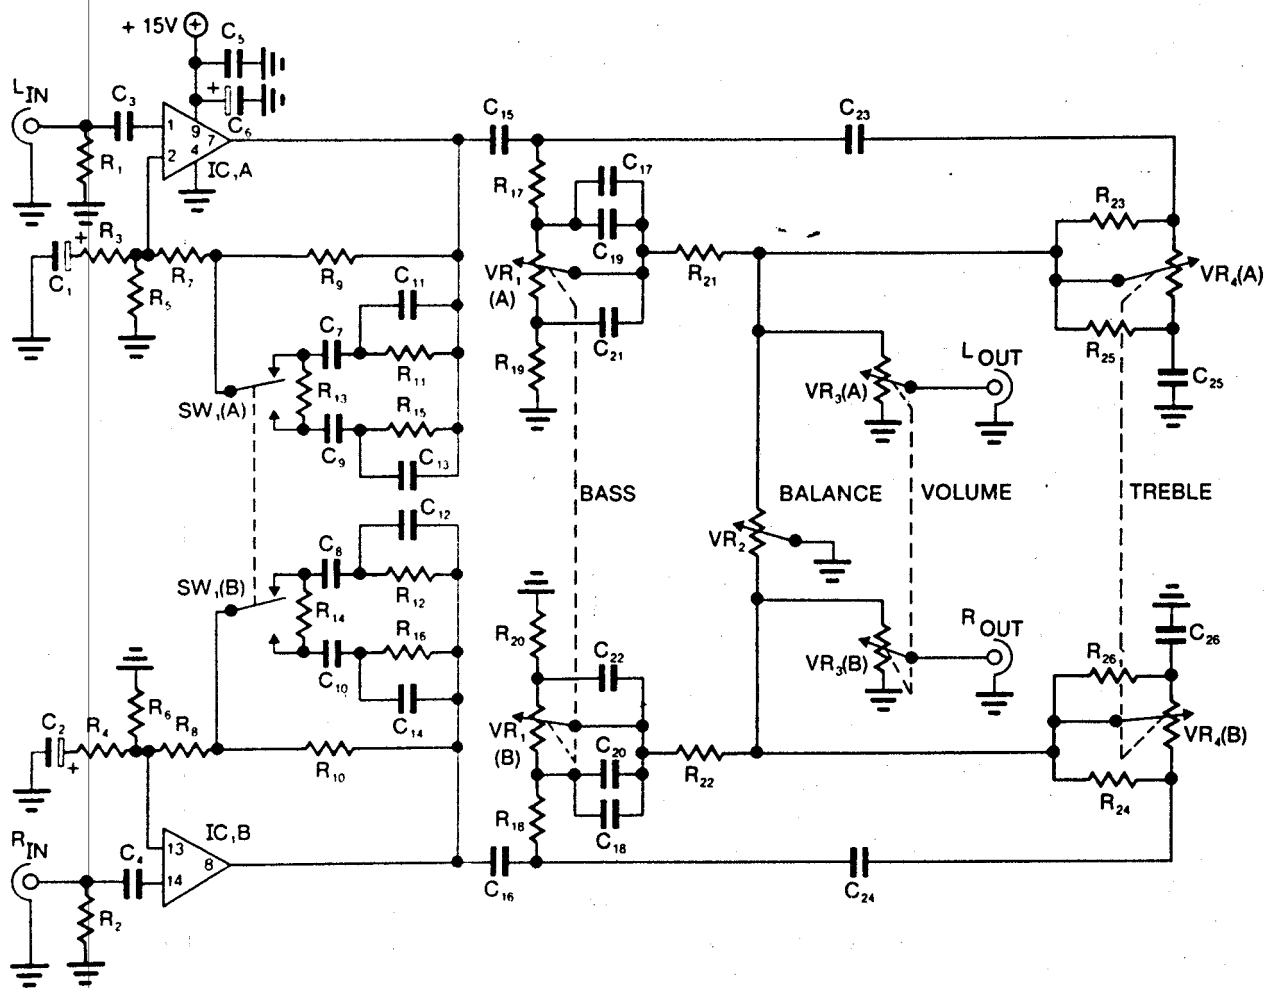 + 15V
C5
LIN
C3
+
C6
1
9
7
2
4
IC1A
R1
C15
C23
C17
R17
C19
R3
+
C1
R7
R5
R9
C11
VR1
(A)
R21
R23
VR4(A)
R25
C7
R11
C21
R19
SW1(A)
R13
R15
C9
C13
LOUT
VR3(A)
C25
BASS
BALANCE
VOLUME
TREBLE
C12
C8
VR2
SW1(B)
R12
R14
R16
C10
C14
R20
C22
ROUT
VR3(B)
C26
R26
R6
C2
R4
R8
+
R10
VR1
(B)
C20
R22
VR4(B)
R24
R18
C18
RIN
C4
IC1B
13
8
14
R2
C16
C24